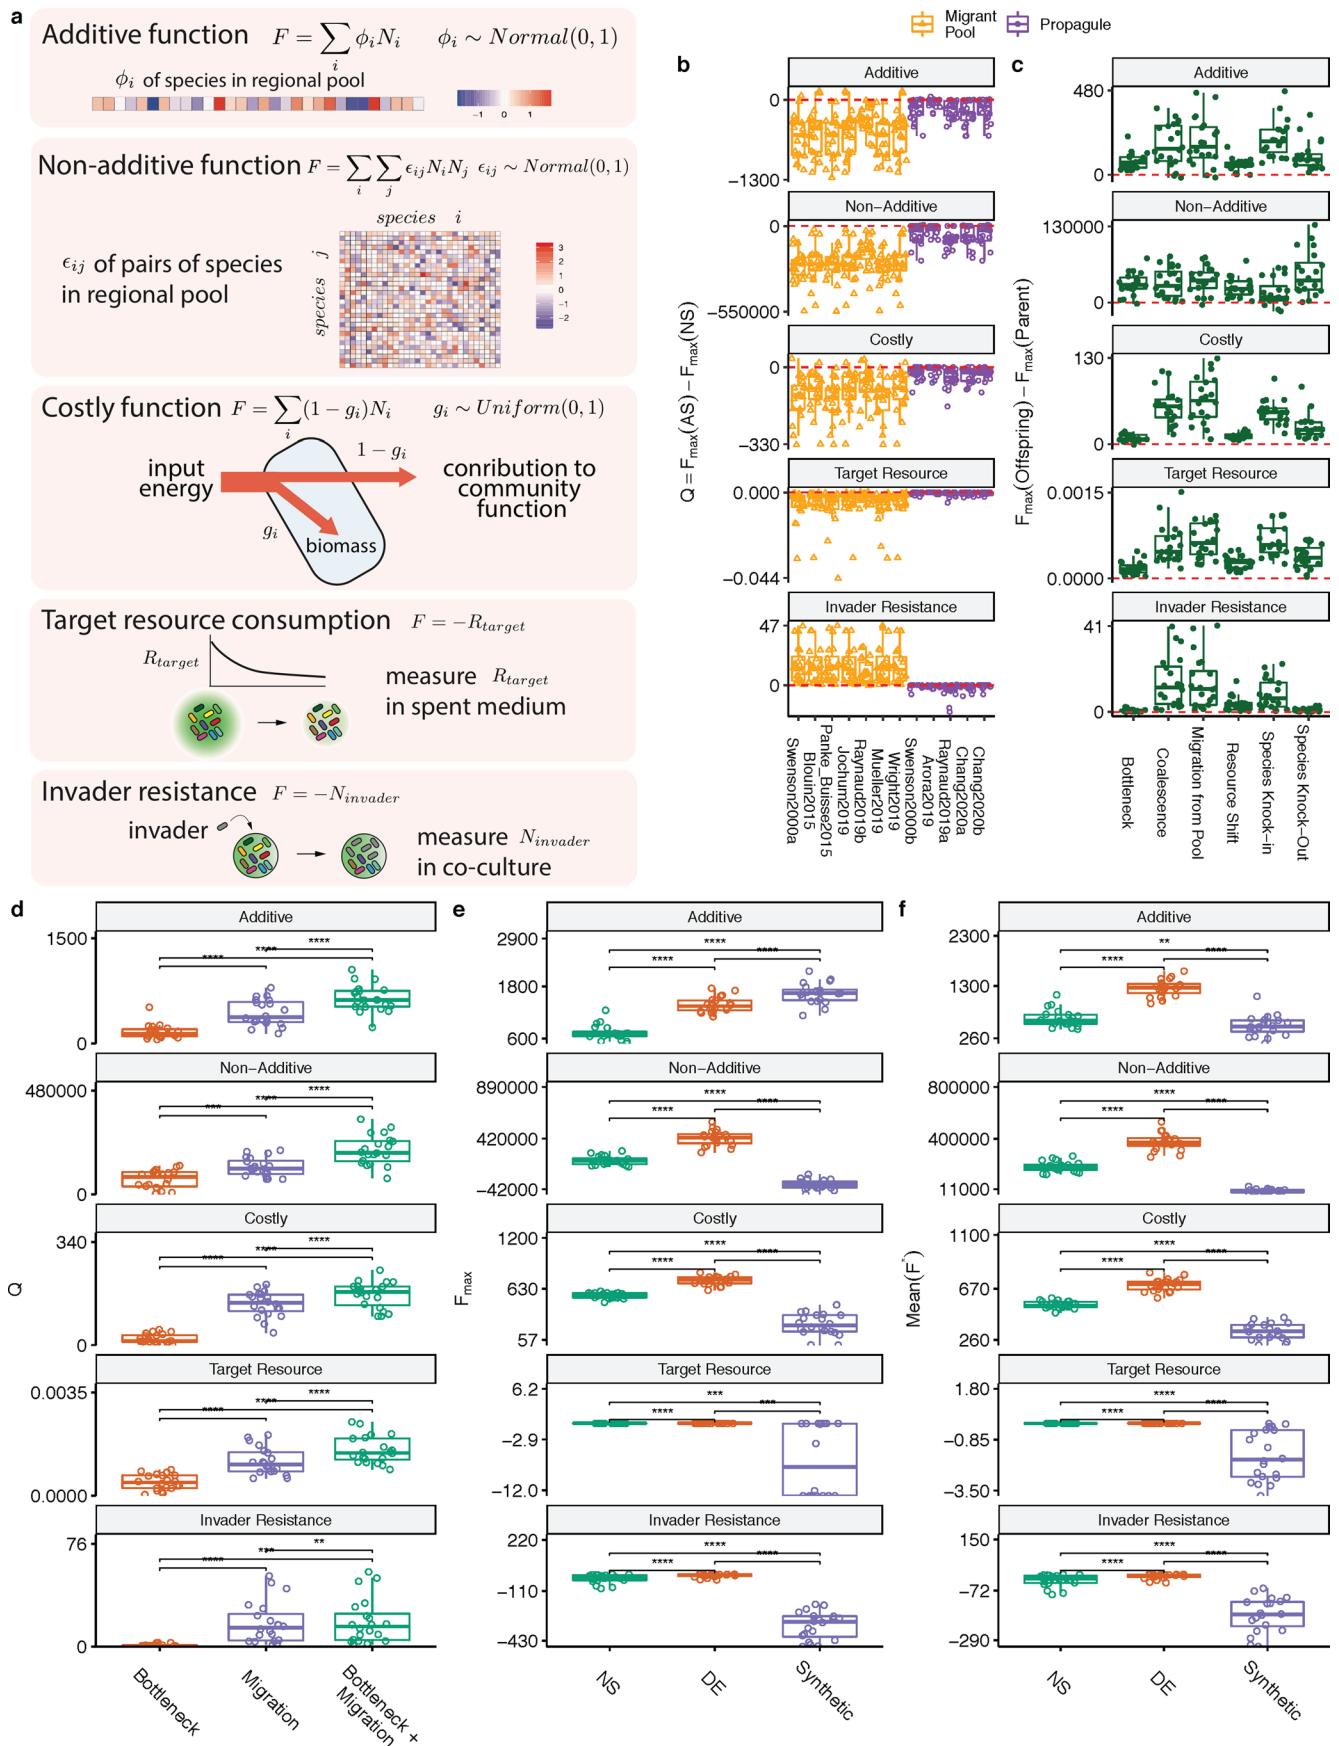 a
Additive function F = ∑i ϕiNi ϕi ∼ Normal(0, 1)
ϕi of species in regional pool
−1 0 1
Non-additive function F = ∑i ∑j ϵijNiNj ϵij ∼ Normal(0, 1)
species i
species j
ϵij of pairs of species
in regional pool
3
2
1
0
−1
−2
Costly function F = ∑i (1 − gi)Ni gi ∼ Uniform(0, 1)
input
energy
1 − gi
gi
biomass
conribution to
community
function
Target resource consumption F = −Rtarget
Rtarget
measure Rtarget
in spent medium
Invader resistance F = −Ninvader
invader
measure Ninvader
in co-culture
Migrant
Pool
Propagule
b
Q = Fmax(AS) − Fmax(NS)
Additive
0
−1300
Non−Additive
0
−550000
Costly
0
−330
Target Resource
0.000
−0.044
Invader Resistance
47
0
Swenson2000a
Blouin2015
Panke_Buisse2015
Jochum2019
Raynaud2019b
Mueller2019
Wright2019
Swenson2000b
Arora2019
Raynaud2019a
Chang2020a
Chang2020b
c
Fmax(Offspring) − Fmax(Parent)
Additive
480
0
Non−Additive
130000
0
Costly
130
0
Target Resource
0.0015
0.0000
Invader Resistance
41
0
Bottleneck
Coalescence
Migration from Pool
Resource Shift
Species Knock−in
Species Knock−Out
d
Q
Additive
1500
0
****
****
****
Non−Additive
480000
0
****
****
***
Costly
340
0
****
****
****
Target Resource
0.0035
0.0000
****
****
****
Invader Resistance
76
0
**
****
Bottleneck
Migration
Bottleneck +
Migration
e
Fmax
Additive
2900
1800
600
****
****
****
Non−Additive
890000
420000
−42000
****
****
****
Costly
1200
630
57
****
****
****
Target Resource
6.2
−2.9
−12.0
***
***
****
Invader Resistance
220
−110
−430
****
****
****
NS
DE
Synthetic
f
Mean(F*)
Additive
2300
1300
260
**
****
****
Non−Additive
800000
400000
11000
****
****
****
Costly
1100
670
260
****
****
****
Target Resource
1.80
−0.85
−3.50
****
****
****
Invader Resistance
150
−72
−290
****
****
****
NS
DE
Synthetic